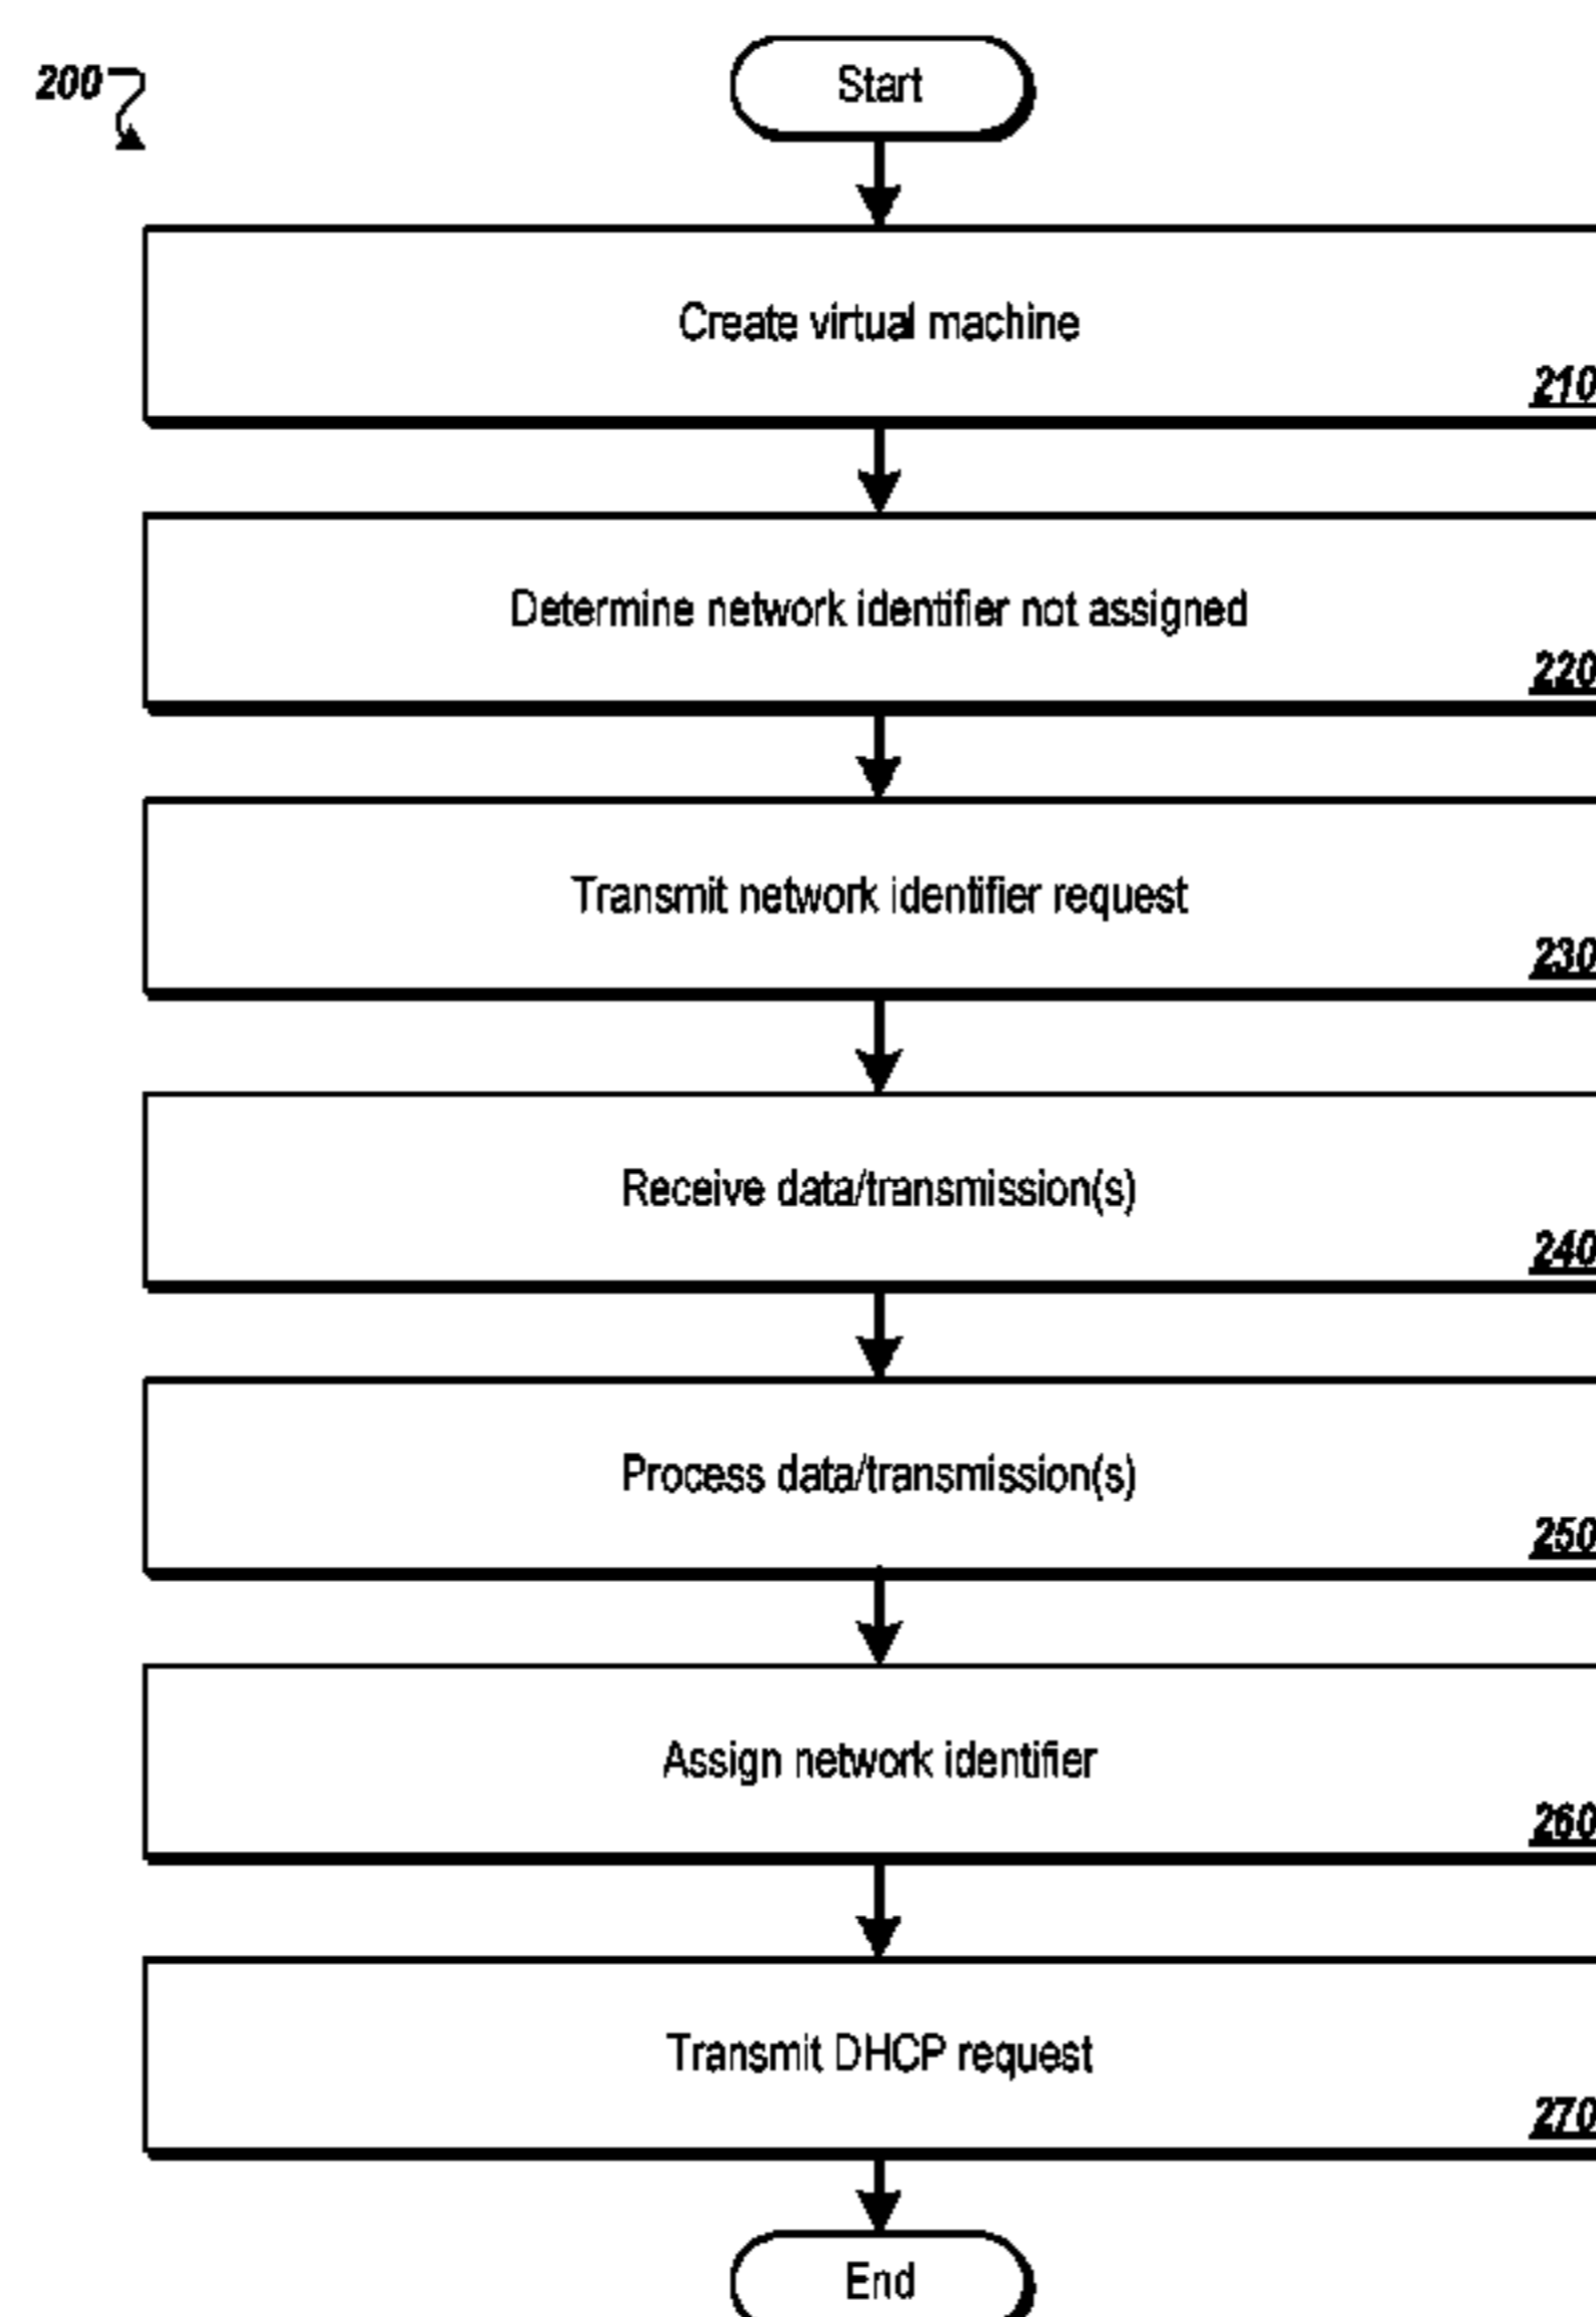 200
Start
Create virtual machine
210
Determine network identifier not assigned
220
Transmit network identifier request
230
Receive data/transmission(s)
240
Process data/transmission(s)
250
Assign network identifier
260
Transmit DHCP request
270
End